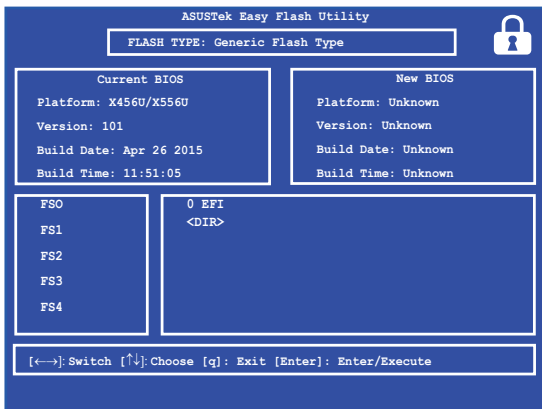 ASUSTek Easy Flash Utility
FLASH TYPE: Generic Flash Type
Current BIOS
Platform: X456U/X556U
Version: 101
Build Date: Apr 26 2015
Build Time: 11:51:05
New BIOS
Platform: Unknown
Version: Unknown
Build Date: Unknown
Build Time: Unknown
FSO
FS1
FS2
FS3
FS4
0 EFI
<DIR>
[←→]: Switch [↑↓]: Choose [q]: Exit [Enter]: Enter/Execute